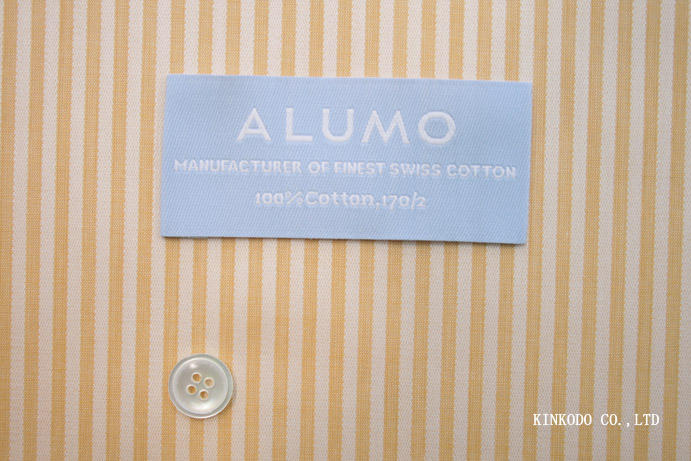 ALUMO
MANUFACTURER OF FINEST SWISS COTTON
100%Cotton.170/2
KINKODO CO.,LTD